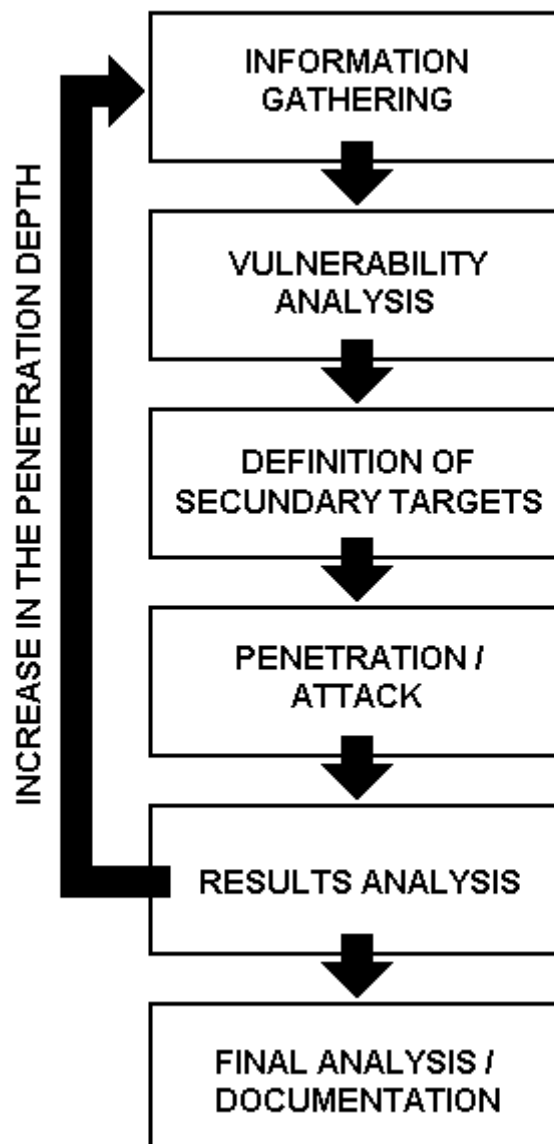 INFORMATION
GATHERING
VULNERABILITY
ANALYSIS
DEFINITION OF
SECUNDARY TARGETS
PENETRATION /
ATTACK
RESULTS ANALYSIS
FINAL ANALYSIS /
DOCUMENTATION
INCREASE IN THE PENETRATION DEPTH